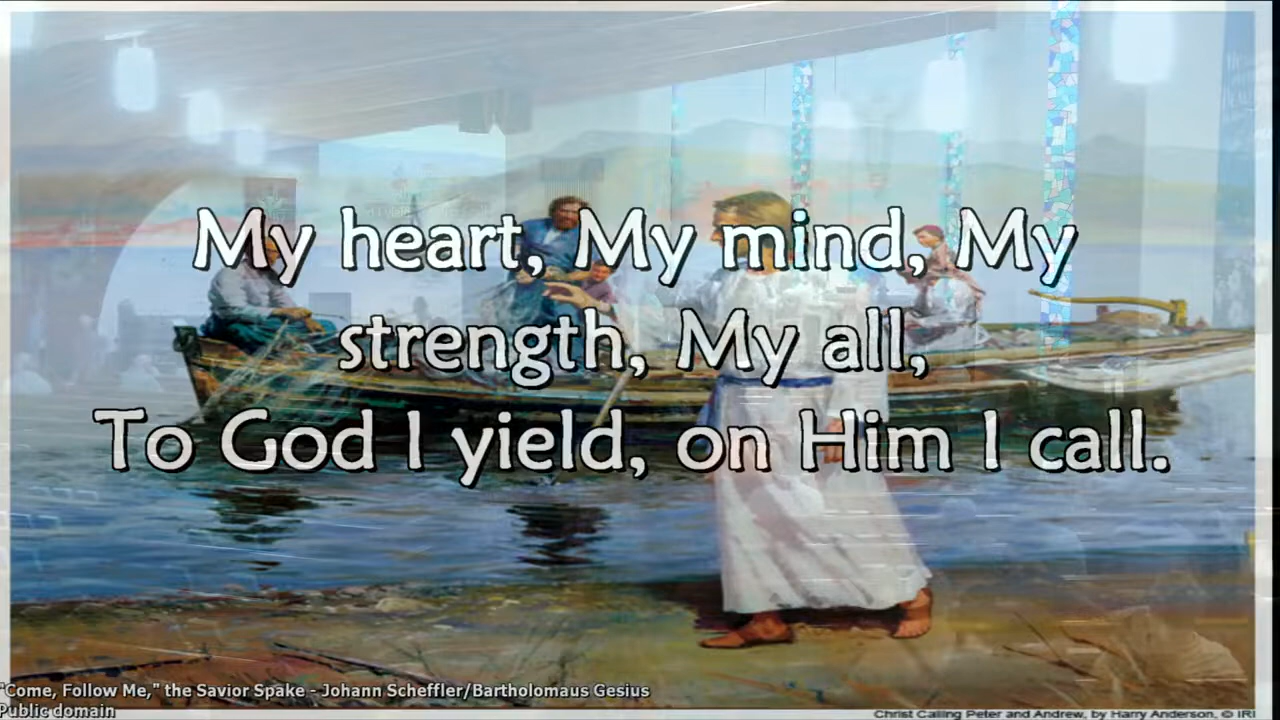 My heart, My mind, My
strength, My all,
To God I yield, on Him I call.
"Come, Follow Me," the Savior Spake - Johann Scheffler/Bartholomaus Gesius
Public domain
Christ Calling Peter and Andrew, by Harry Anderson, © IRI